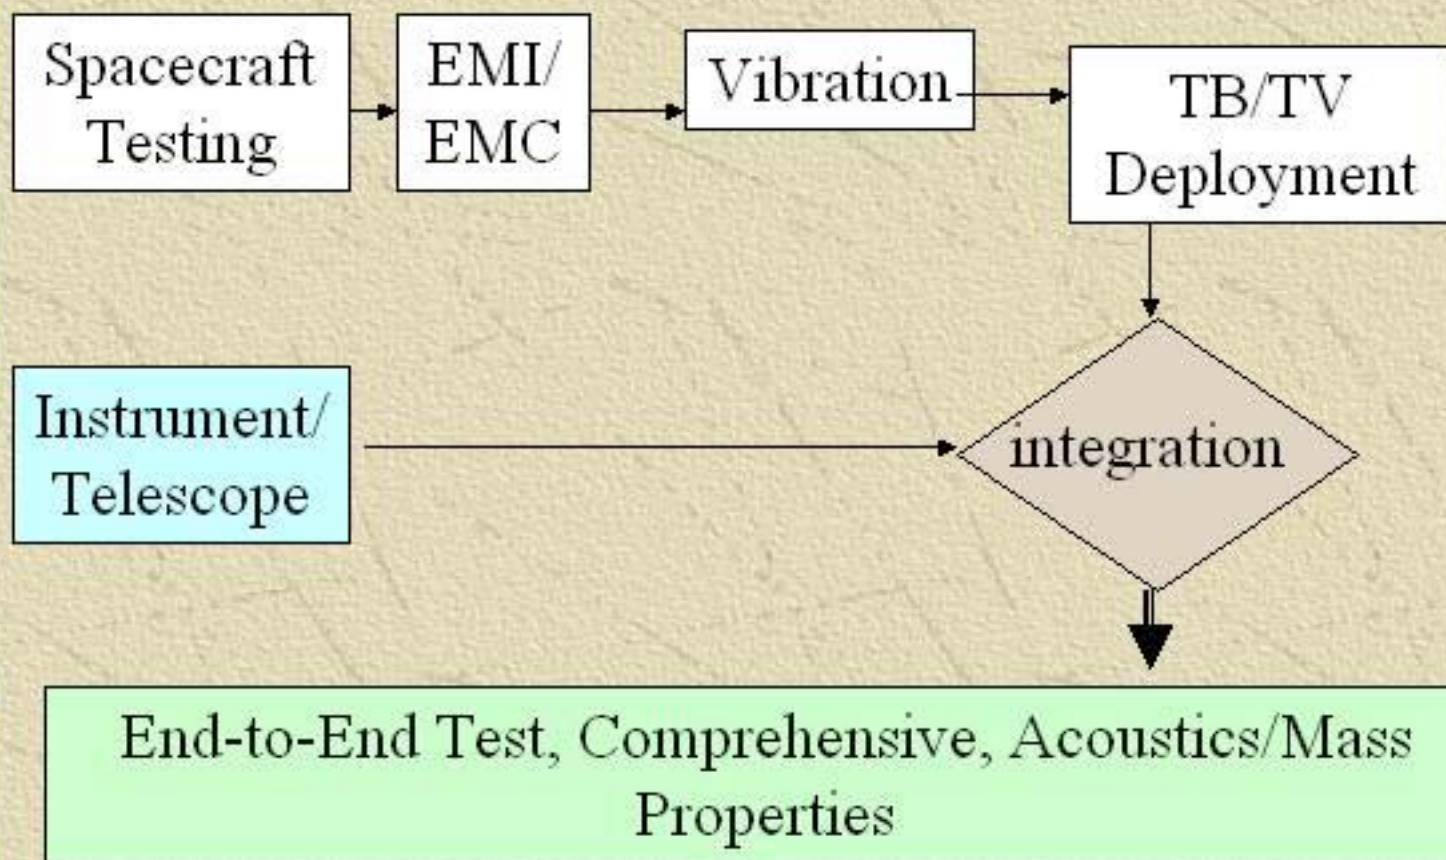 Spacecraft
Testing
EMI/
EMC
Vibration
TB/TV
Deployment
Instrument/
Telescope
integration
End-to-End Test, Comprehensive, Acoustics/Mass
Properties